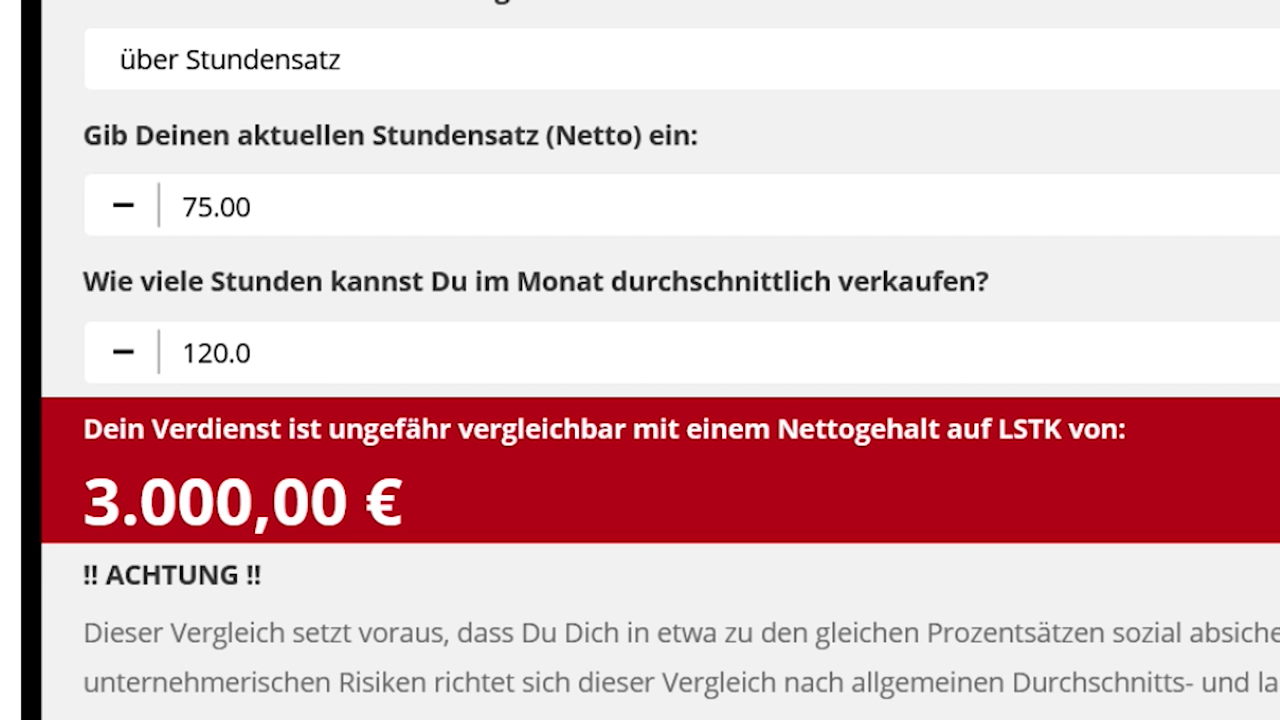 über Stundensatz
Gib Deinen aktuellen Stundensatz (Netto) ein:
− 75.00
Wie viele Stunden kannst Du im Monat durchschnittlich verkaufen?
− 120.0
Dein Verdienst ist ungefähr vergleichbar mit einem Nettogehalt auf LSTK von:
3.000,00 €
!! ACHTUNG !!
Dieser Vergleich setzt voraus, dass Du Dich in etwa zu den gleichen Prozentsätzen sozial
unternehmerischen Risiken richtet sich dieser Vergleich nach allgemeinen Durchschnitts- und